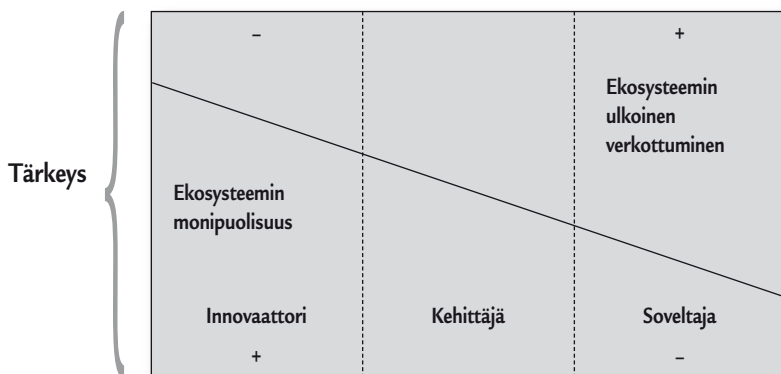 – +
Ekosysteemin
ulkoinen
verkottuminen
Tärkeys
Ekosysteemin
monipuolisuus
Innovaattori Kehittäjä Soveltaja
+ –